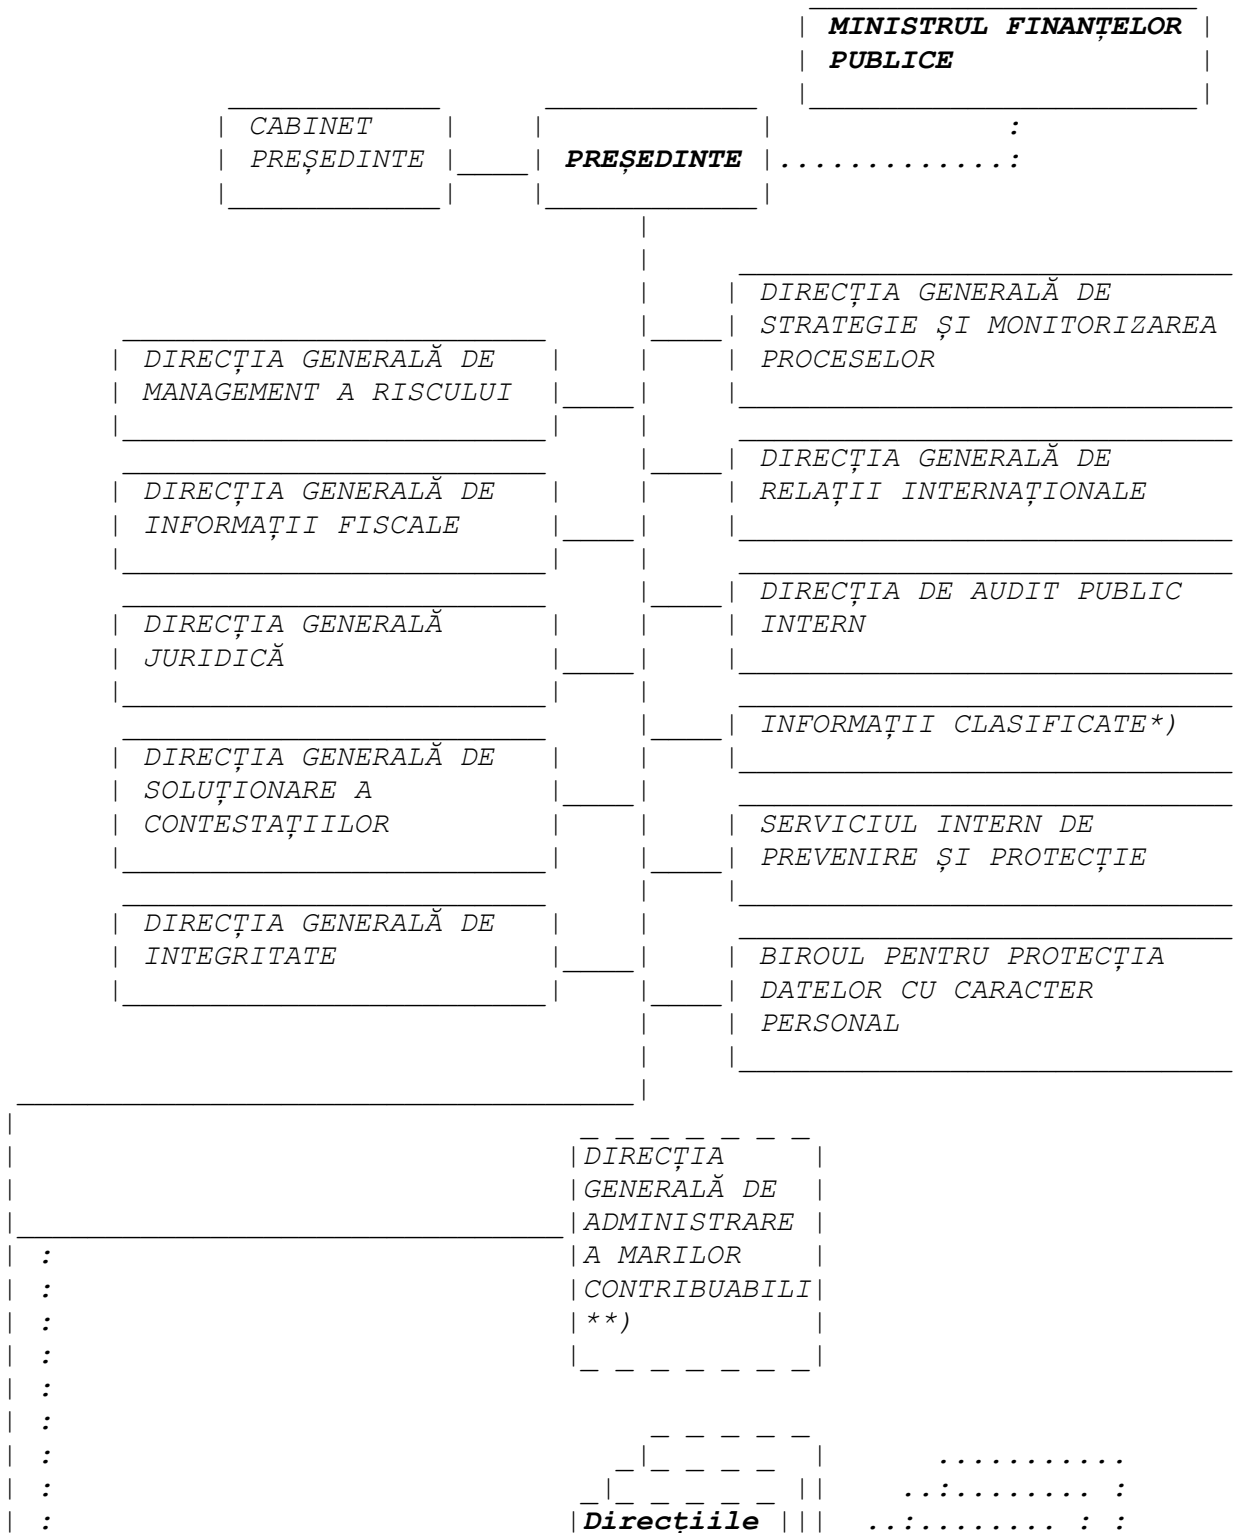 MINISTRUL FINANȚELOR
PUBLICE
CABINET
PREȘEDINTE
PREȘEDINTE
DIRECȚIA GENERALĂ DE
STRATEGIE ȘI MONITORIZAREA
PROCESELOR
DIRECȚIA GENERALĂ DE
MANAGEMENT A RISCULUI
DIRECȚIA GENERALĂ DE
RELAȚII INTERNAȚIONALE
DIRECȚIA GENERALĂ DE
INFORMAȚII FISCALE
DIRECȚIA DE AUDIT PUBLIC
INTERN
DIRECȚIA GENERALĂ
JURIDICĂ
INFORMAȚII CLASIFICATE*)
DIRECȚIA GENERALĂ DE
SOLUȚIONARE A
CONTESTAȚIILOR
SERVICIUL INTERN DE
PREVENIRE ȘI PROTECȚIE
DIRECȚIA GENERALĂ DE
INTEGRITATE
BIROUL PENTRU PROTECȚIA
DATELOR CU CARACTER
PERSONAL
DIRECȚIA
GENERALĂ DE
ADMINISTRARE
A MARILOR
CONTRIBUABILI
**)
Direcțiile